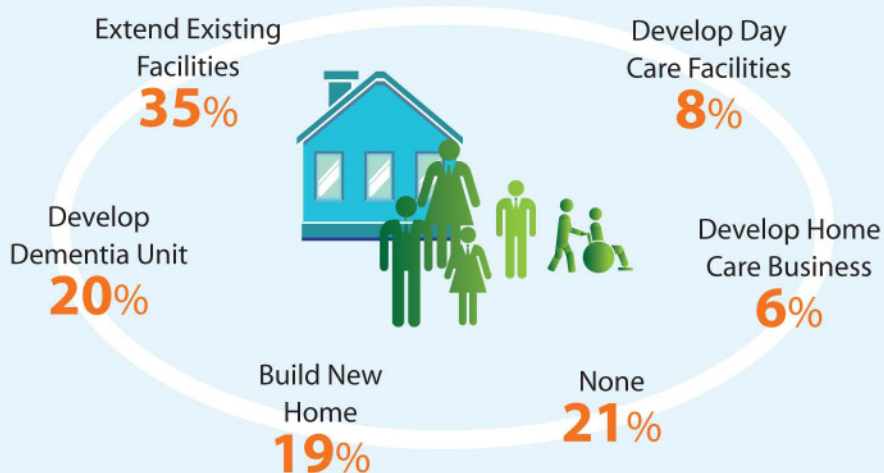 Extend Existing
Facilities
35%
Develop Day
Care Facilities
8%
Develop
Dementia Unit
20%
Develop Home
Care Business
6%
Build New
Home
19%
None
21%